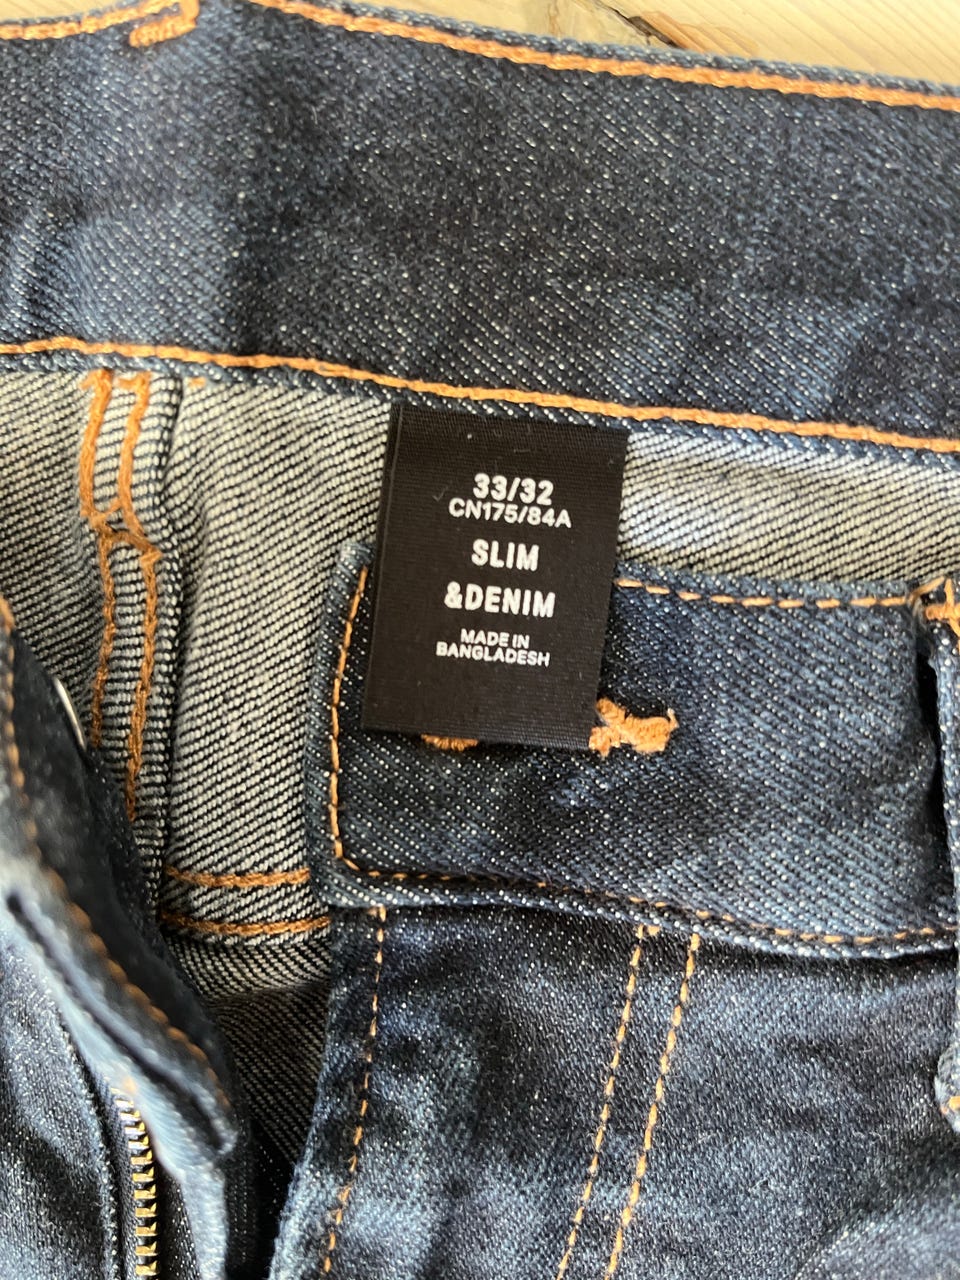 33/32
CN175/84A
SLIM
&DENIM
MADE IN
BANGLADESH